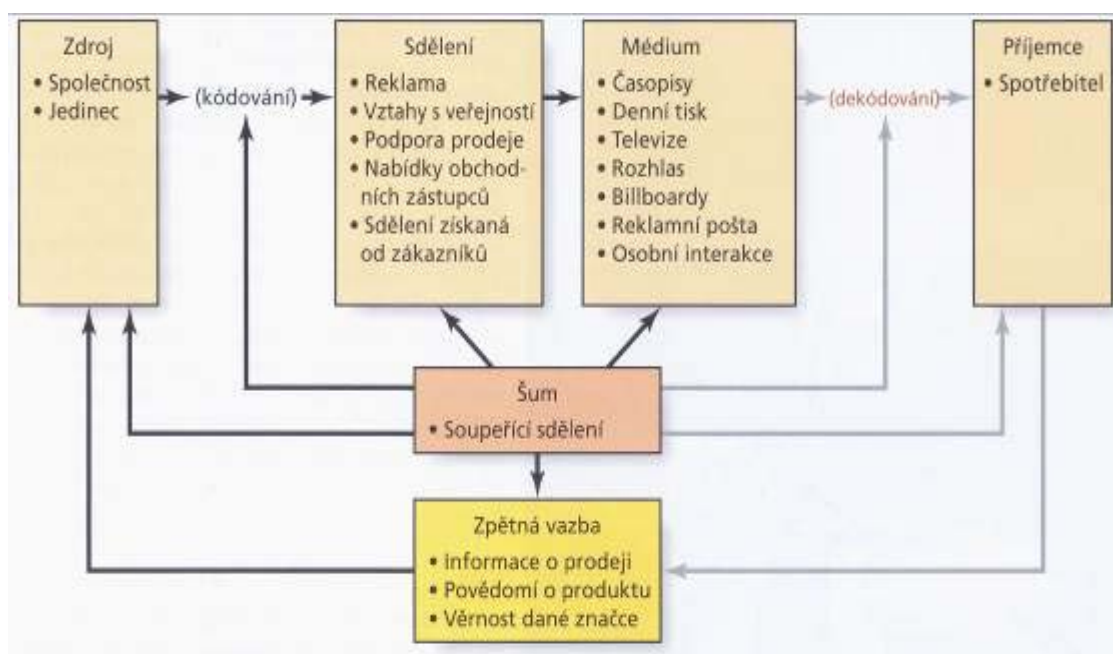 Zdroj
• Společnost
• Jedinec
(kódování)
Sdělení
• Reklama
• Vztahy s veřejností
• Podpora prodeje
• Nabídky obchod-
ních zástupců
• Sdělení získaná
od zákazníků
Médium
• Časopisy
• Denní tisk
• Televize
• Rozhlas
• Billboardy
• Reklamní pošta
• Osobní interakce
(dekódování)
Příjemce
• Spotřebitel
Šum
• Soupeřící sdělení
Zpětná vazba
• Informace o prodeji
• Povědomí o produktu
• Věrnost dané značce